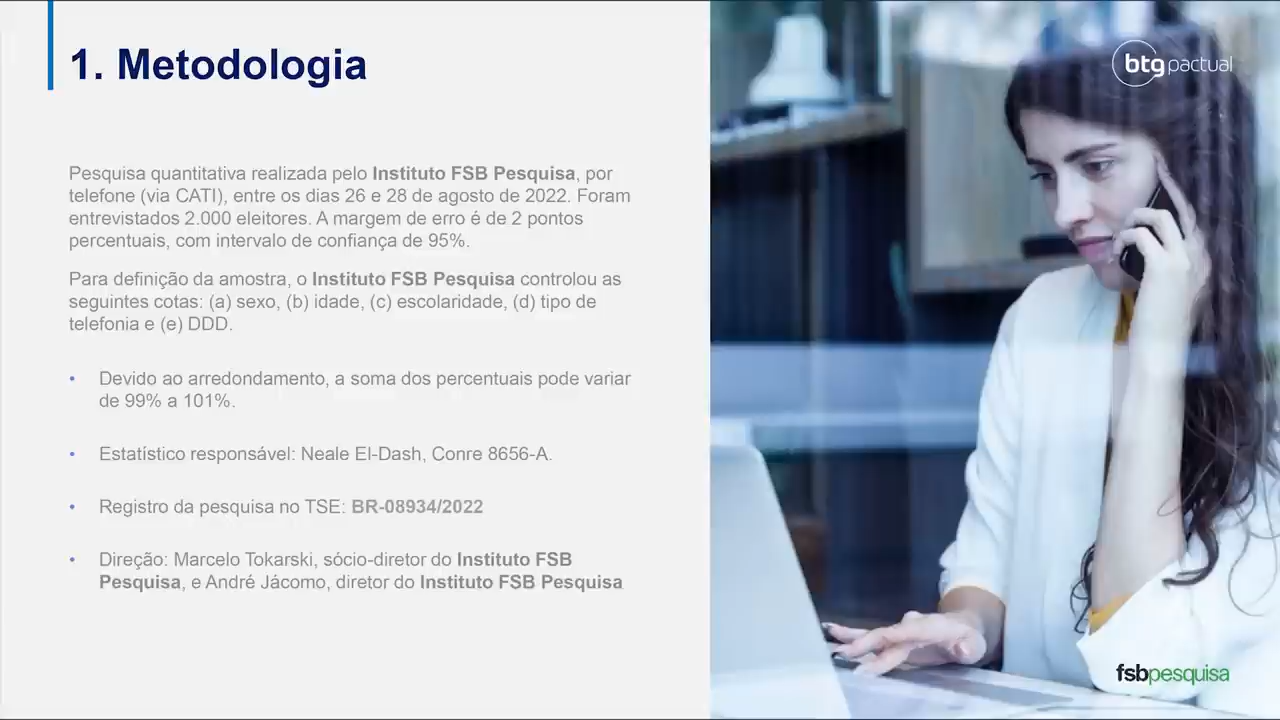 1. Metodologia
btgpactual
Pesquisa quantitativa realizada pelo Instituto FSB Pesquisa, por
telefone (via CATI), entre os dias 26 e 28 de agosto de 2022. Foram
entrevistados 2.000 eleitores. A margem de erro é de 2 pontos
percentuais, com intervalo de confiança de 95%.
Para definição da amostra, o Instituto FSB Pesquisa controlou as
seguintes cotas: (a) sexo, (b) idade, (c) escolaridade, (d) tipo de
telefonia e (e) DDD.
• Devido ao arredondamento, a soma dos percentuais pode variar
de 99% a 101%.
• Estatístico responsável: Neale El-Dash, Conre 8656-A.
• Registro da pesquisa no TSE: BR-08934/2022
• Direção: Marcelo Tokarski, sócio-diretor do Instituto FSB
Pesquisa, e André Jácomo, diretor do Instituto FSB Pesquisa
fsbpesquisa